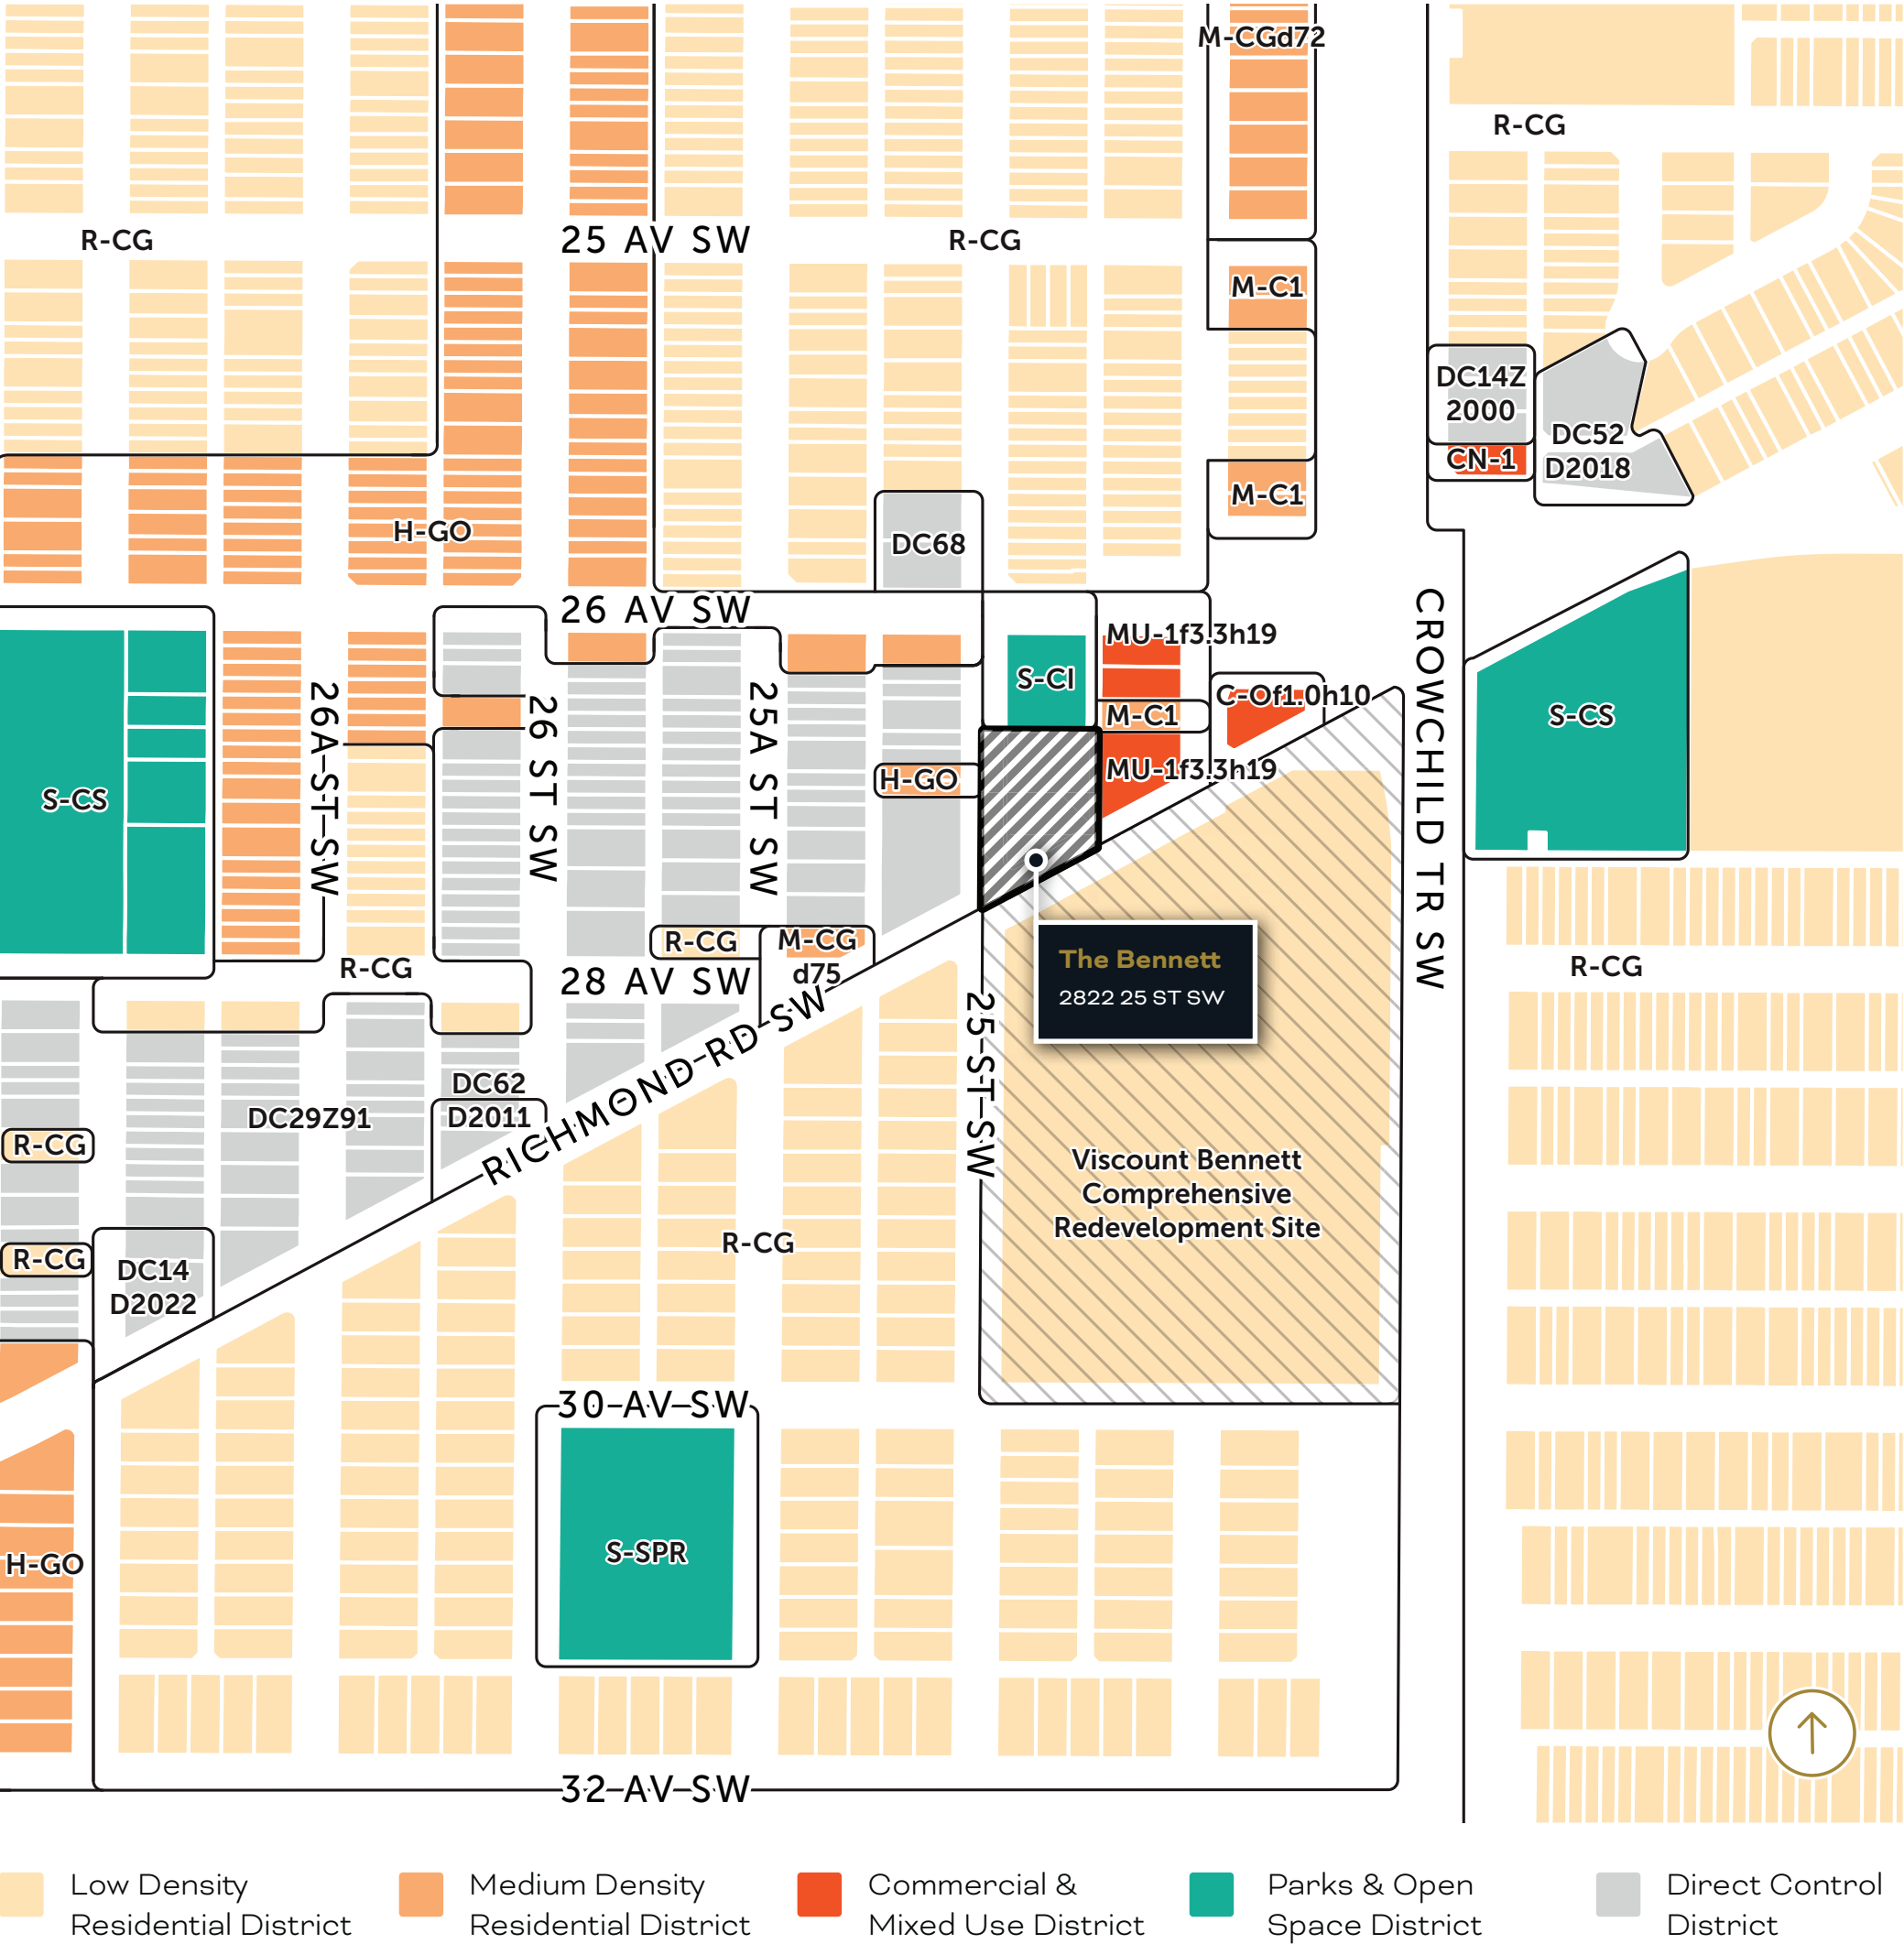 M-CGd72
R-CG
R-CG
25 AV SW
R-CG
M-C1
DC14Z
2000
DC52
D2018
CN-1
M-C1
H-GO
DC68
26 AV SW
MU-1f3.3h19
S-CI
C-Of1.0h10
M-C1
S-CS
CROWCHILD TR SW
26A-ST-SW
26 ST SW
25A ST SW
MU-1f3.3h19
H-GO
S-CS
R-CG
M-CG
d75
The Bennett
2822 25 ST SW
R-CG
28 AV SW
R-CG
RICHMOND-RD-SW
25-ST-SW
DC62
D2011
DC29Z91
R-CG
Viscount Bennett
Comprehensive
Redevelopment Site
R-CG
R-CG
DC14
D2022
30-AV-SW
S-SPR
H-GO
32-AV-SW
Low Density
Residential District
Medium Density
Residential District
Commercial &
Mixed Use District
Parks & Open
Space District
Direct Control
District